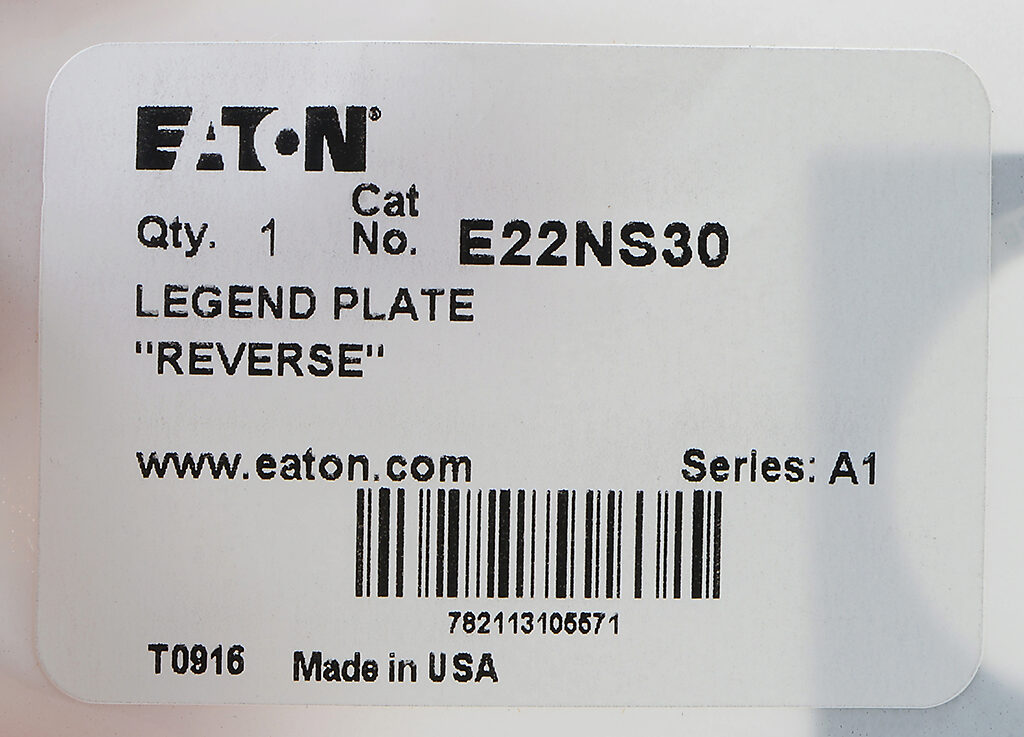 EATON®
Qty. 1 Cat No. E22NS30
LEGEND PLATE
"REVERSE"
www.eaton.com Series: A1
782113105571
T0916 Made in USA